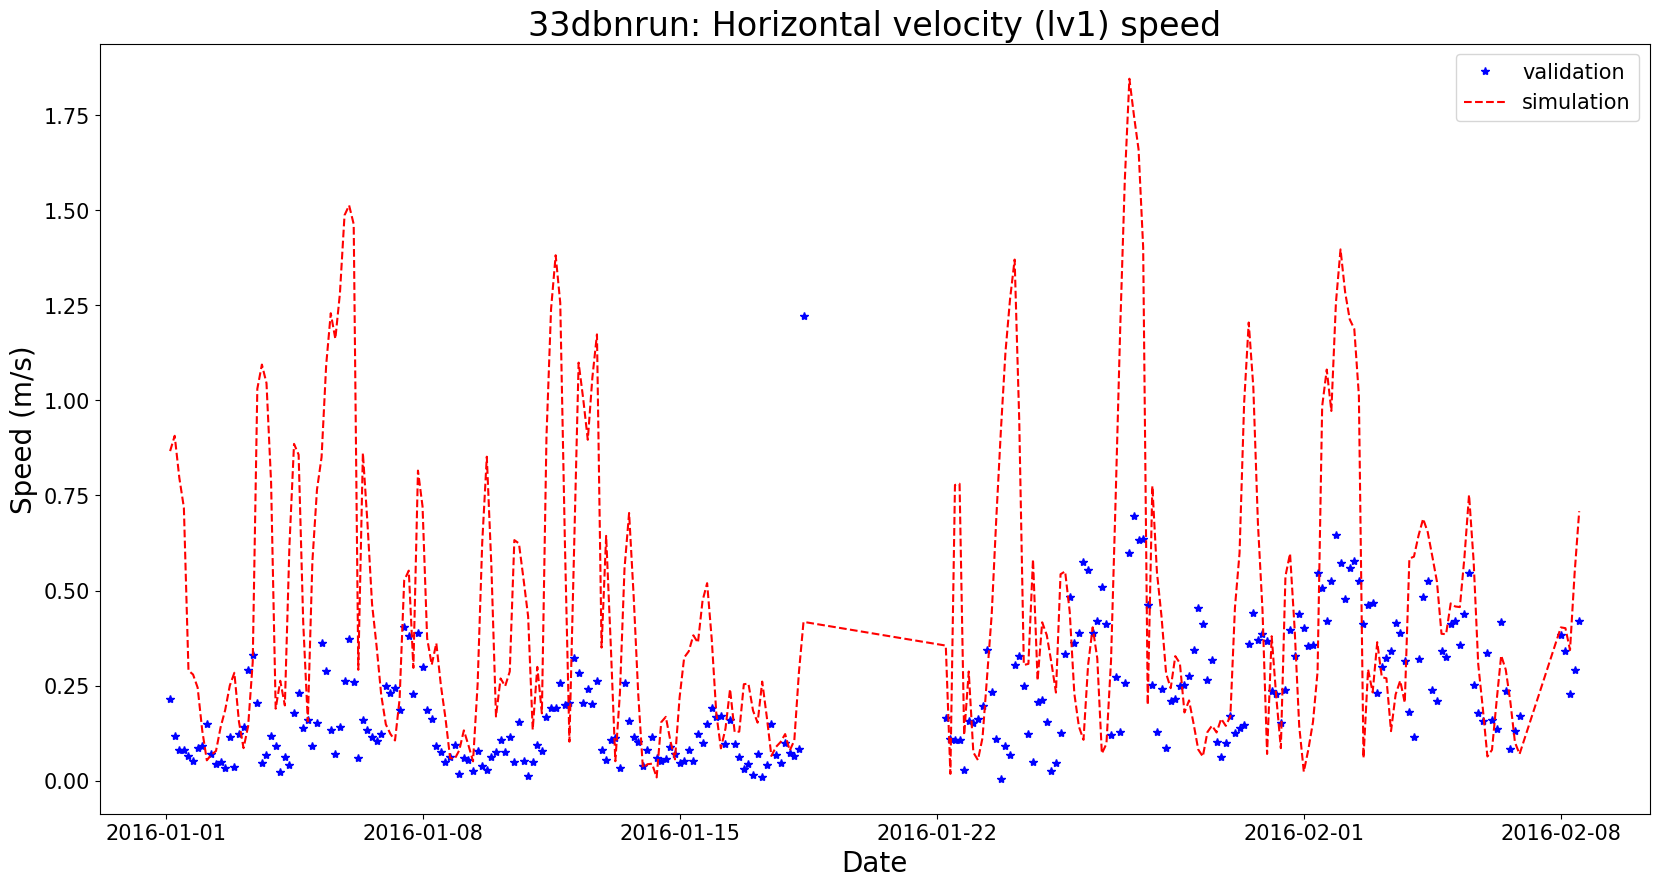 33dbnrun: Horizontal velocity (lv1) speed
validation
simulation
Speed (m/s)
1.75
1.50
1.25
1.00
0.75
0.50
0.25
0.00
2016-01-01
2016-01-08
2016-01-15
2016-01-22
2016-02-01
2016-02-08
Date